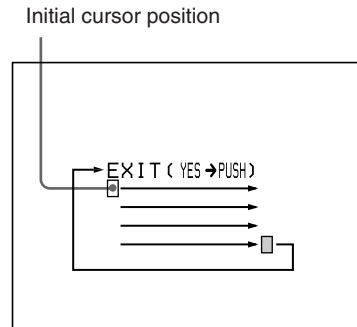 Initial cursor position
EXIT( YES →PUSH)